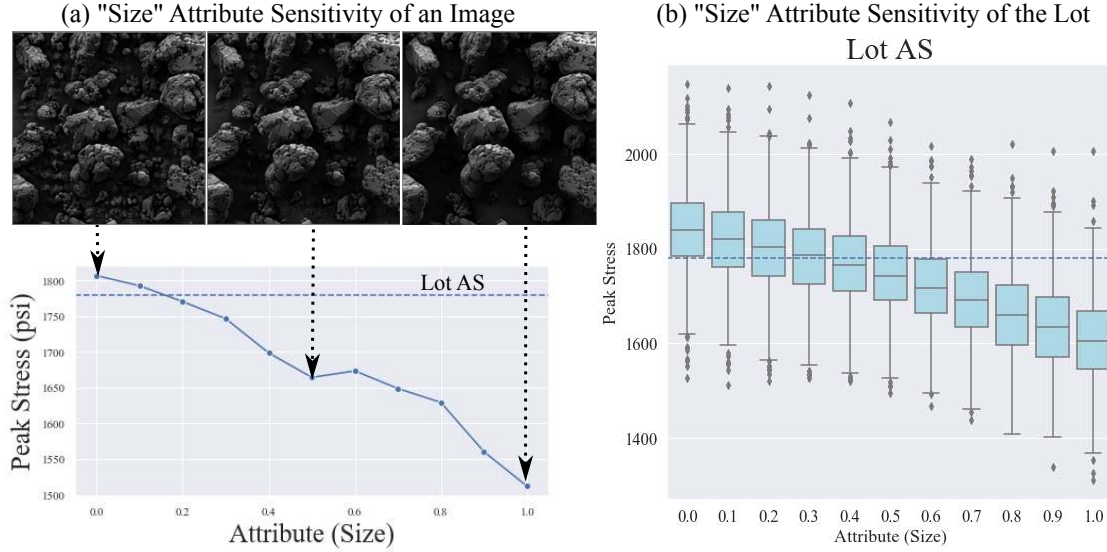 (a) "Size" Attribute Sensitivity of an Image
1800
1750
1700
1650
1600
1550
1500
Peak Stress (psi)
Lot AS
0.0 0.2 0.4 0.6 0.8 1.0
Attribute (Size)
(b) "Size" Attribute Sensitivity of the Lot
Lot AS
2000
1800
1600
1400
Peak Stress
0.0 0.1 0.2 0.3 0.4 0.5 0.6 0.7 0.8 0.9 1.0
Attribute (Size)